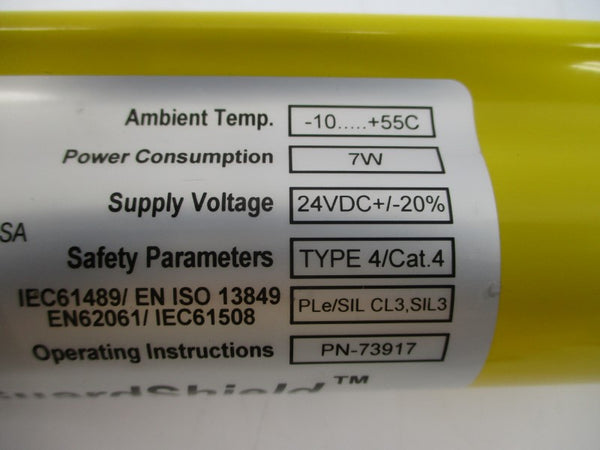 Ambient Temp. -10.....+55C
Power Consumption 7W
Supply Voltage 24VDC+/-20%
SA
Safety Parameters TYPE 4/Cat.4
IEC61489/ EN ISO 13849
EN62061/ IEC61508 PLe/SIL CL3,SIL3
Operating Instructions PN-73917
GuardShield™